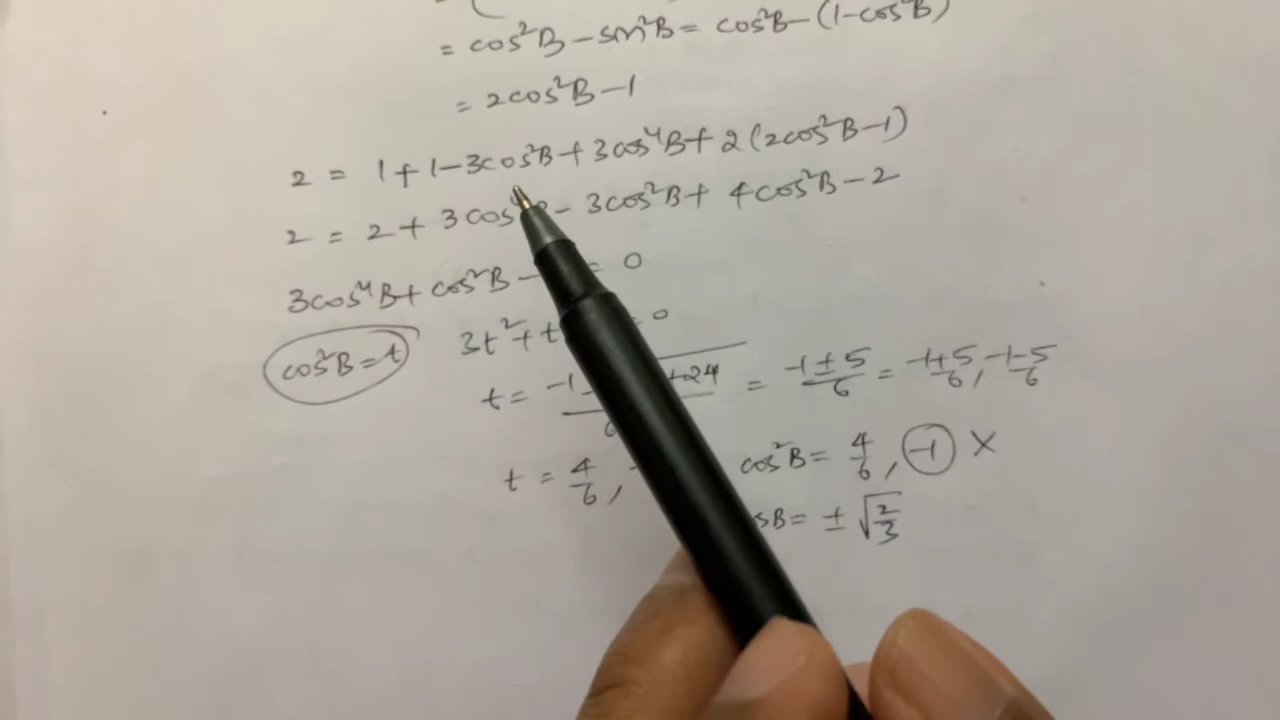 = cos²B - sin²B = cos²B - (1 - cos²B)
= 2cos²B - 1
2 = 1 + 1 - 3cos²B + 3cos⁴B + 2(2cos²B - 1)
2 = 2 + 3cos - 3cos²B + 4cos²B - 2
3cos⁴B + cos²B - = 0
cos²B = t 3t² + t = 0
t = -1 +24 = -1 ± 5/6 = -1+5/6, -1-5/6
t = 4/6, cos²B = 4/6, -1 ×
sB = ± √2/3